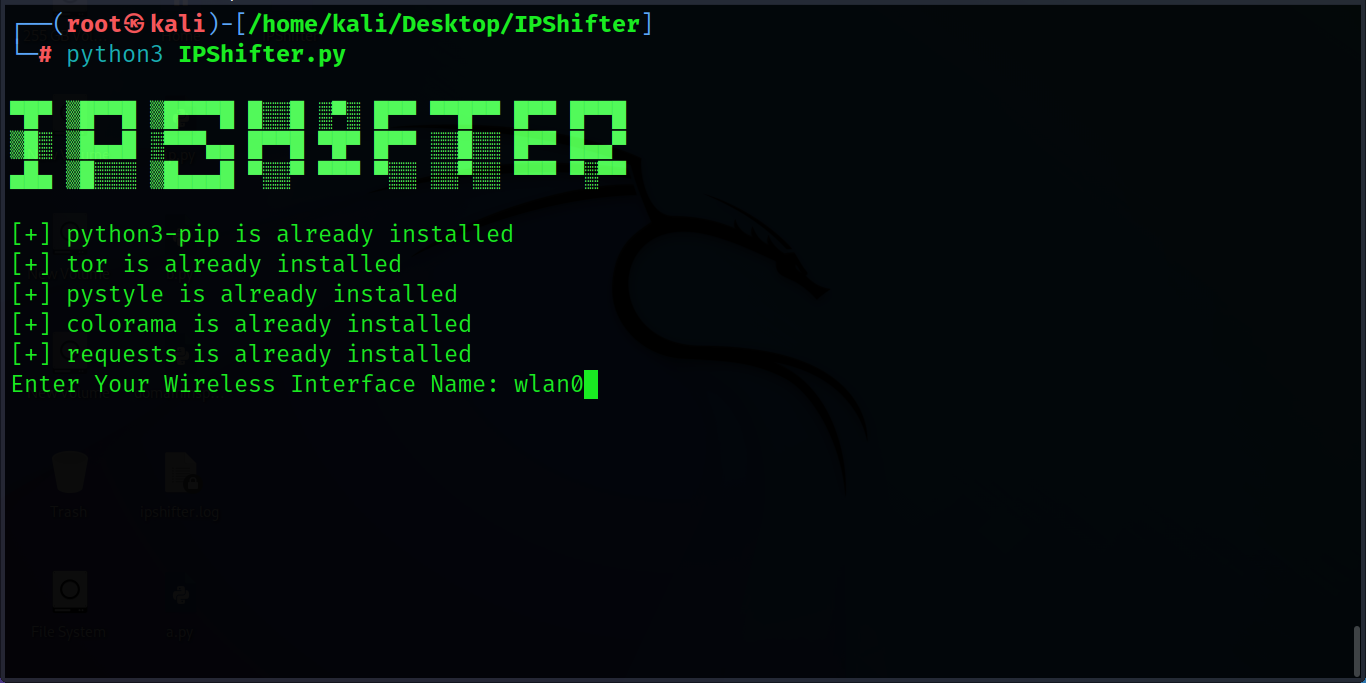 ┌──(root㉿kali)-[/home/kali/Desktop/IPShifter]
└─# python3 IPShifter.py
IPSHIFTER
[+] python3-pip is already installed
[+] tor is already installed
[+] pystyle is already installed
[+] colorama is already installed
[+] requests is already installed
Enter Your Wireless Interface Name: wlan0
Trash
ipshifter.log
File System
a.py